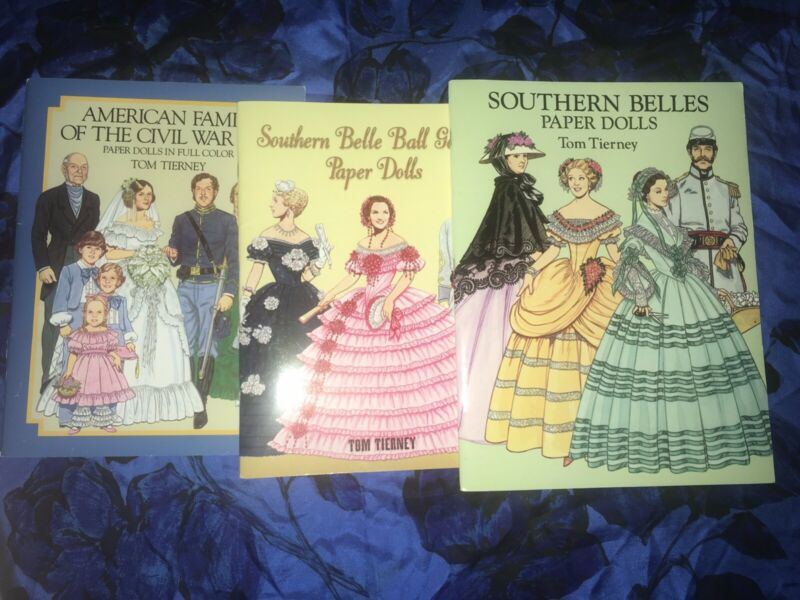 AMERICAN FAMI
OF THE CIVIL WAR
PAPER DOLLS IN FULL COLOR
TOM TIERNEY
Southern Belle Ball G
Paper Dolls
TOM TIERNEY
SOUTHERN BELLES
PAPER DOLLS
Tom Tierney